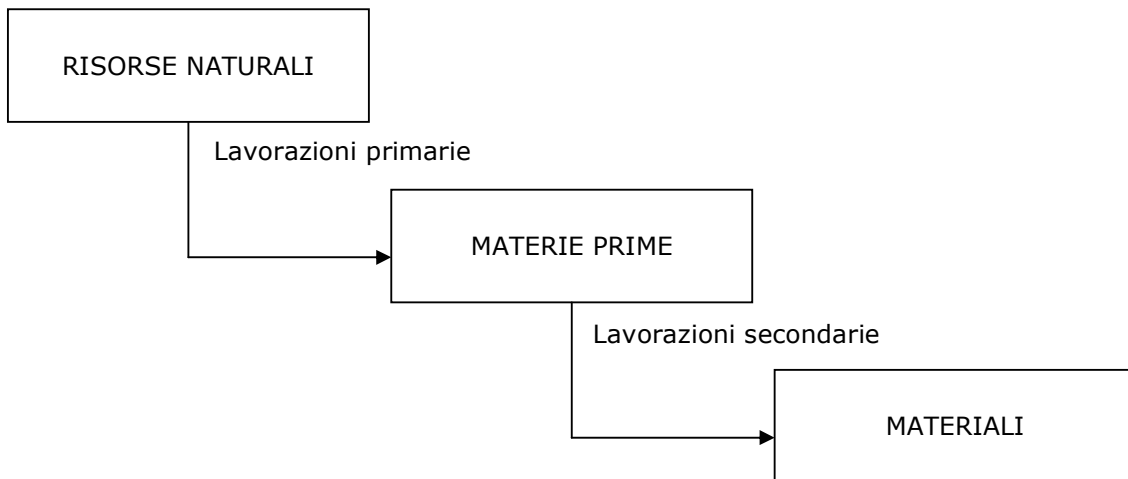 RISORSE NATURALI
Lavorazioni primarie
MATERIE PRIME
Lavorazioni secondarie
MATERIALI